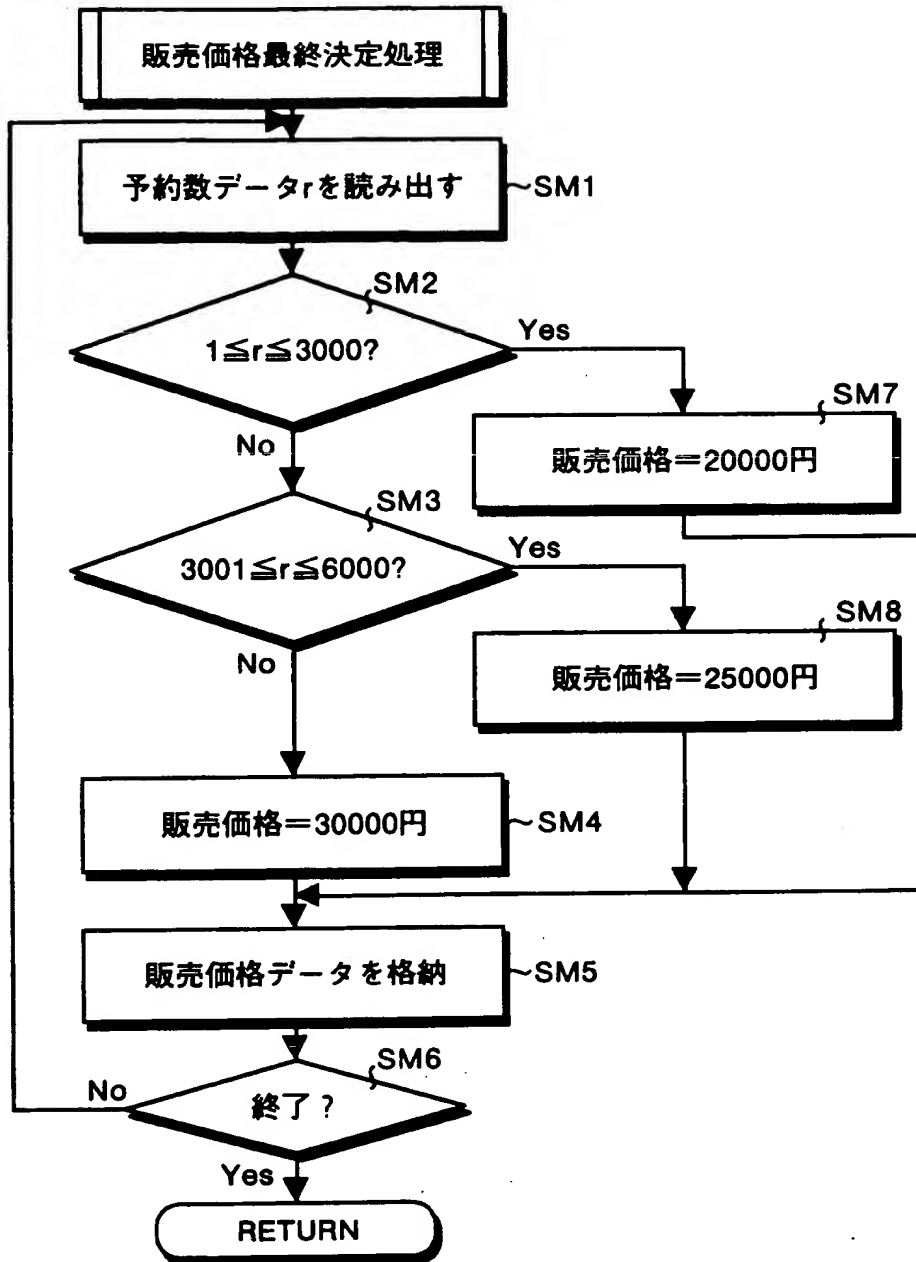 販売価格最終決定処理
予約数データrを読み出す
SM1
SM2
1≦r≦3000?
Yes
No
SM7
販売価格＝20000円
SM3
3001≦r≦6000?
Yes
No
SM8
販売価格＝25000円
販売価格＝30000円
SM4
販売価格データを格納
SM5
SM6
終了？
No
Yes
RETURN